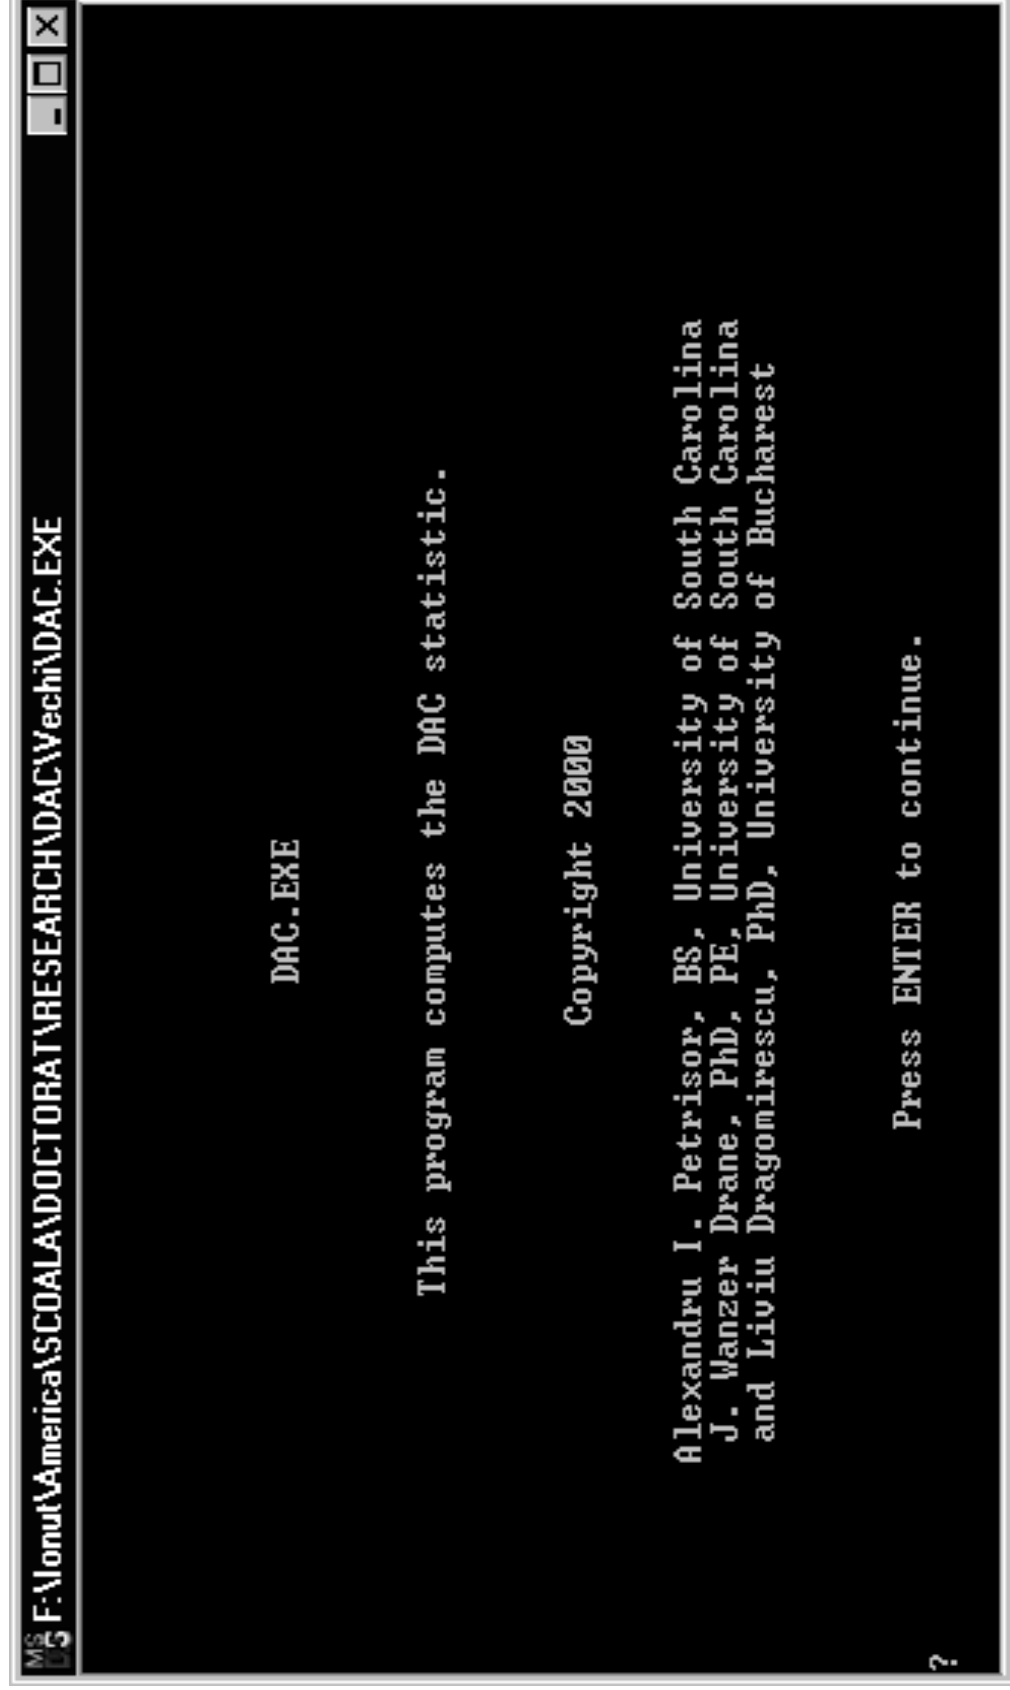 F:\Ionut\America\SCOALA\DOCTORAT\RESEARCH\DAC\Vechi\DAC.EXE
DAC.EXE
This program computes the DAC statistic.
Copyright 2000
Alexandru I. Petrisor, BS, University of South Carolina
J. Wanzer Drane, PhD, PE, University of South Carolina
and Liviu Dragomirescu, PhD, University of Bucharest
Press ENTER to continue.
?